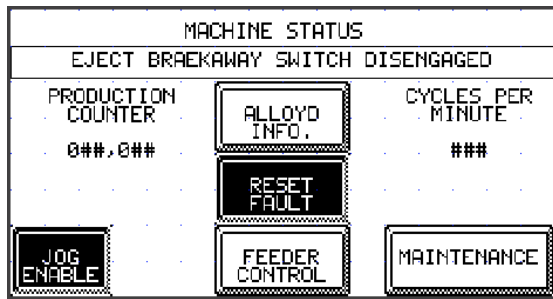 MACHINE STATUS
EJECT BRAEKAWAY SWITCH DISENGAGED
PRODUCTION
COUNTER
0##,0##
ALLOYD
INFO.
CYCLES PER
MINUTE
###
RESET
FAULT
JOG
ENABLE
FEEDER
CONTROL
MAINTENANCE